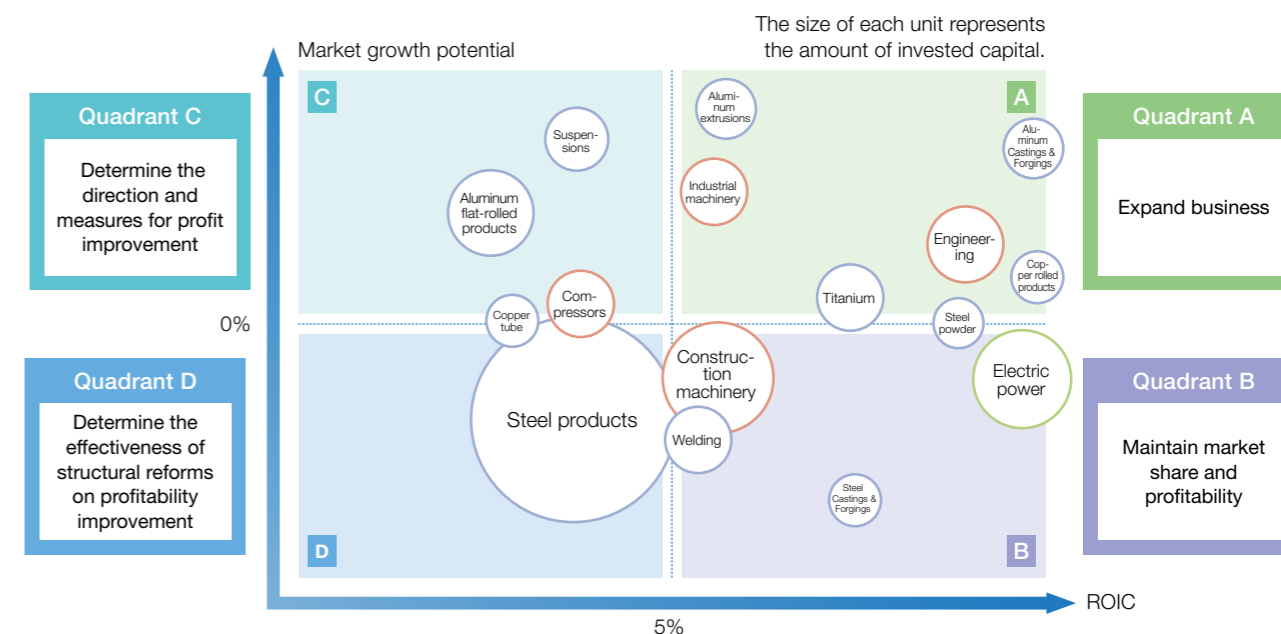 The size of each unit represents
the amount of invested capital.
Market growth potential
Quadrant C
Determine the
direction and
measures for profit
improvement
0%
Quadrant D
Determine the
effectiveness of
structural reforms
on profitability
improvement
C
Suspen-
sions
Aluminum
flat-rolled
products
Com-
pressors
Copper
tube
A
Alumi-
num
extrusions
Alu-
minum
Castings &
Forgings
Industrial
machinery
Engineer-
ing
Cop-
per rolled
products
Titanium
Steel
powder
D
Steel products
B
Construc-
tion
machinery
Welding
Electric
power
Steel
Castings &
Forgings
Quadrant A
Expand business
Quadrant B
Maintain market
share and
profitability
ROIC
5%